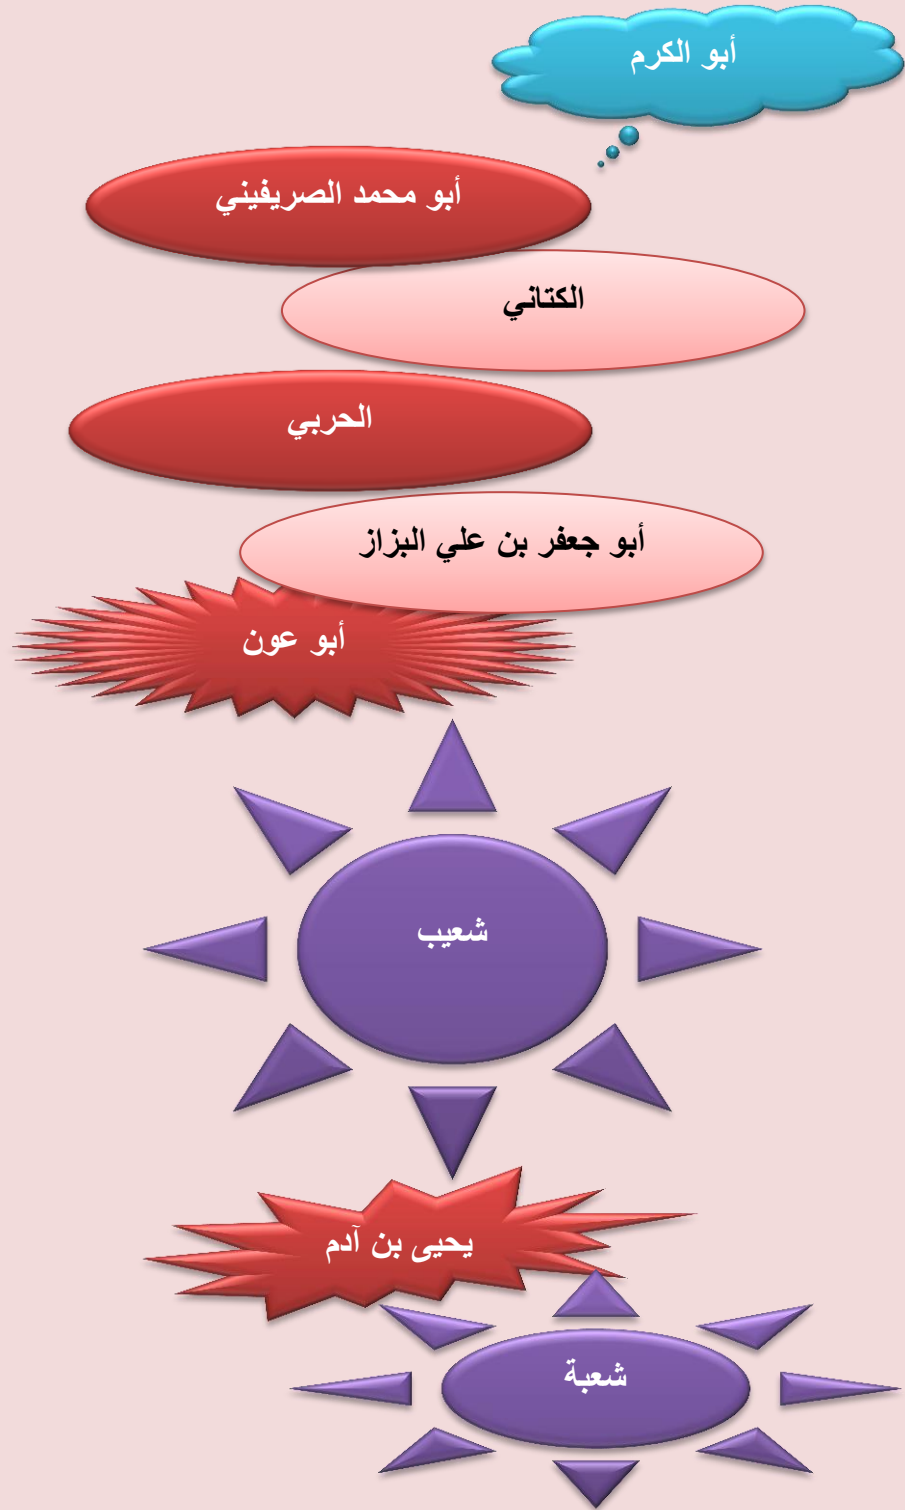 أبو الكرم
أبو محمد الصريفيني
الكتاني
الحربي
أبو جعفر بن علي البزاز
أبو عون
شعيب
يحيى بن آدم
شعبة